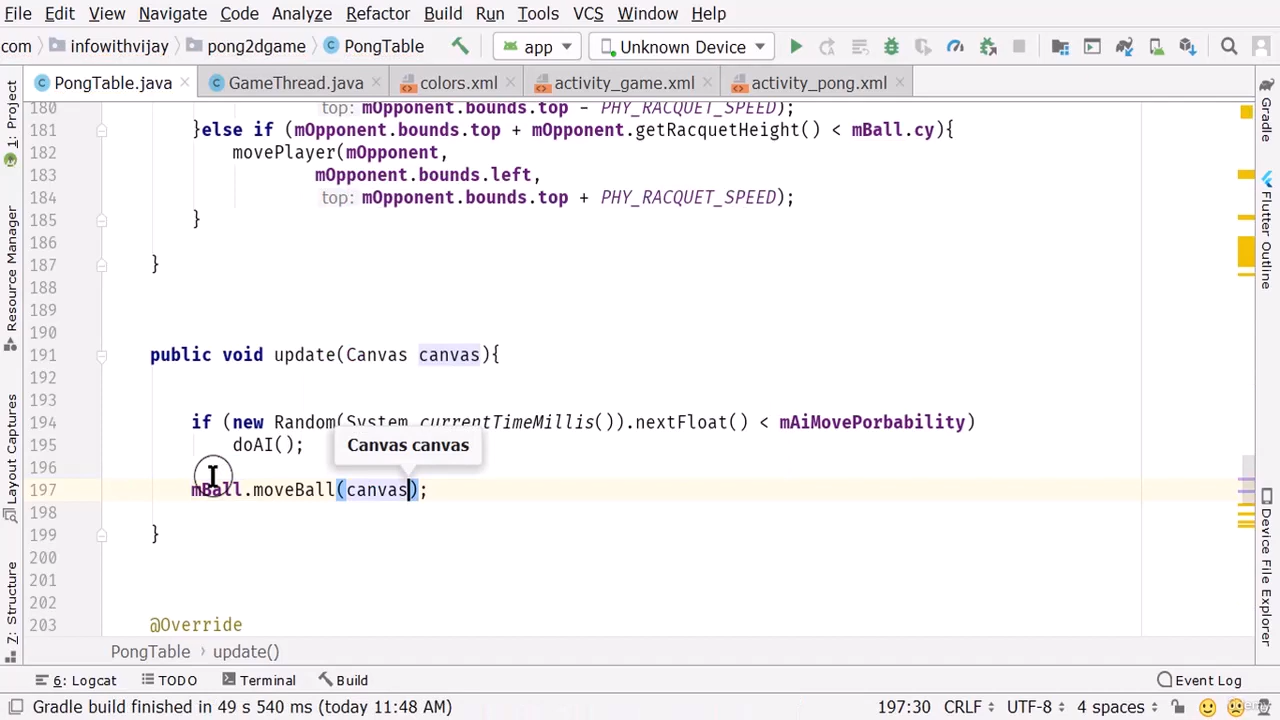 File Edit View Navigate Code Analyze Refactor Build Run Tools VCS Window Help
com infowithvijay pong2dgame PongTable app Unknown Device
PongTable.java GameThread.java colors.xml activity_game.xml activity_pong.xml
180 top: mOpponent.bounds.top - PHY_RACQUET_SPEED);
181 }else if (mOpponent.bounds.top + mOpponent.getRacquetHeight() < mBall.cy){
182 movePlayer(mOpponent,
183 mOpponent.bounds.left,
184 top: mOpponent.bounds.top + PHY_RACQUET_SPEED);
185 }
186
187 }
188
189
190
191 public void update(Canvas canvas){
192
193
194 if (new Random(System.currentTimeMillis()).nextFloat() < mAiMovePorbability)
195 doAI();
Canvas canvas
196
197 mBall.moveBall(canvas);
198
199 }
200
201
202
203 @Override
PongTable update()
6: Logcat TODO Terminal Build Event Log
Gradle build finished in 49 s 540 ms (today 11:48 AM) 197:30 CRLF UTF-8 4 spaces
1: Project
Resource Manager
Layout Captures
Z: Structure
Gradle
Flutter Outline
Device File Explorer